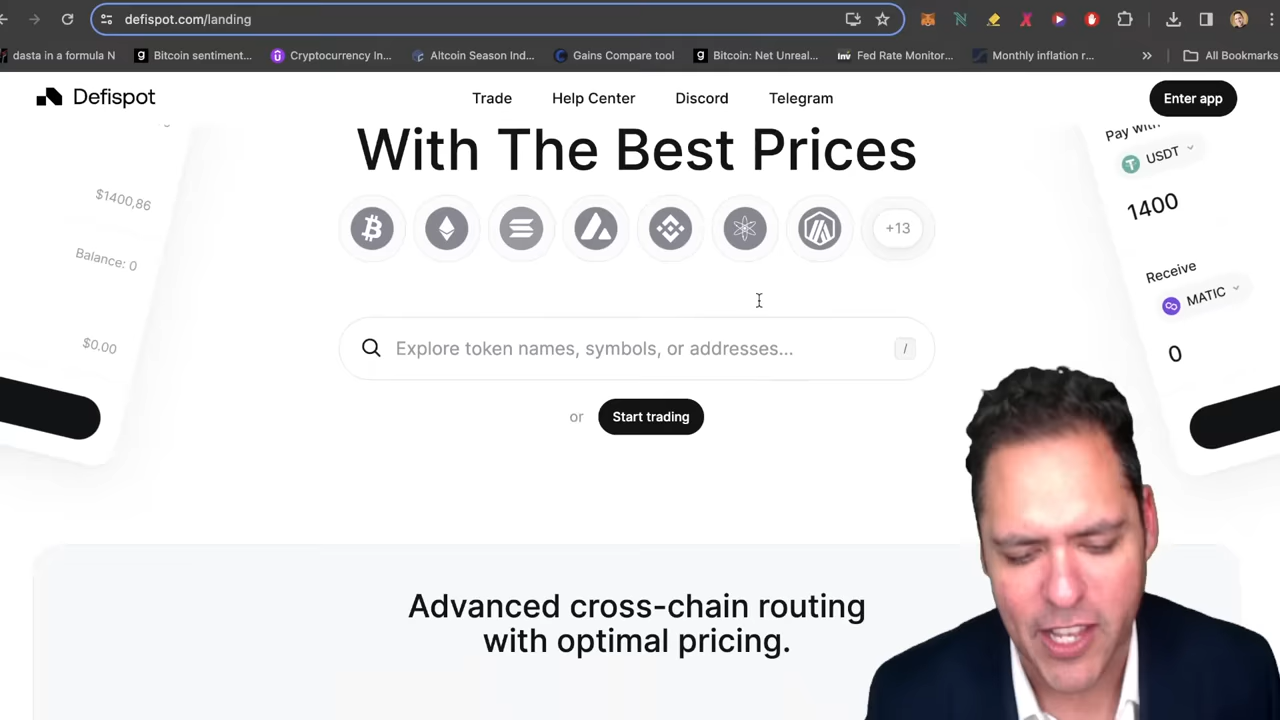 defispot.com/landing
dasta in a formula N
Bitcoin sentiment...
Cryptocurrency In...
Altcoin Season Ind...
Gains Compare tool
Bitcoin: Net Unreal...
Fed Rate Monitor...
Monthly inflation r...
All Bookmarks
Defispot
Trade
Help Center
Discord
Telegram
Enter app
With The Best Prices
+13
$1400,86
Balance: 0
$0.00
Pay with
USDT
1400
Receive
MATIC
0
Explore token names, symbols, or addresses...
/
or
Start trading
Advanced cross-chain routing
with optimal pricing.